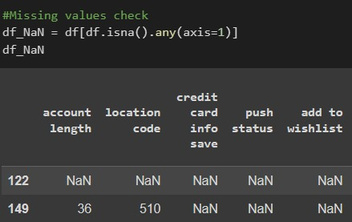 #Missing values check
df_NaN = df[df.isna().any(axis=1)]
df_NaN
credit
account location card push add to
length code info status wishlist
save
122 NaN NaN NaN NaN NaN
149 36 510 NaN NaN NaN